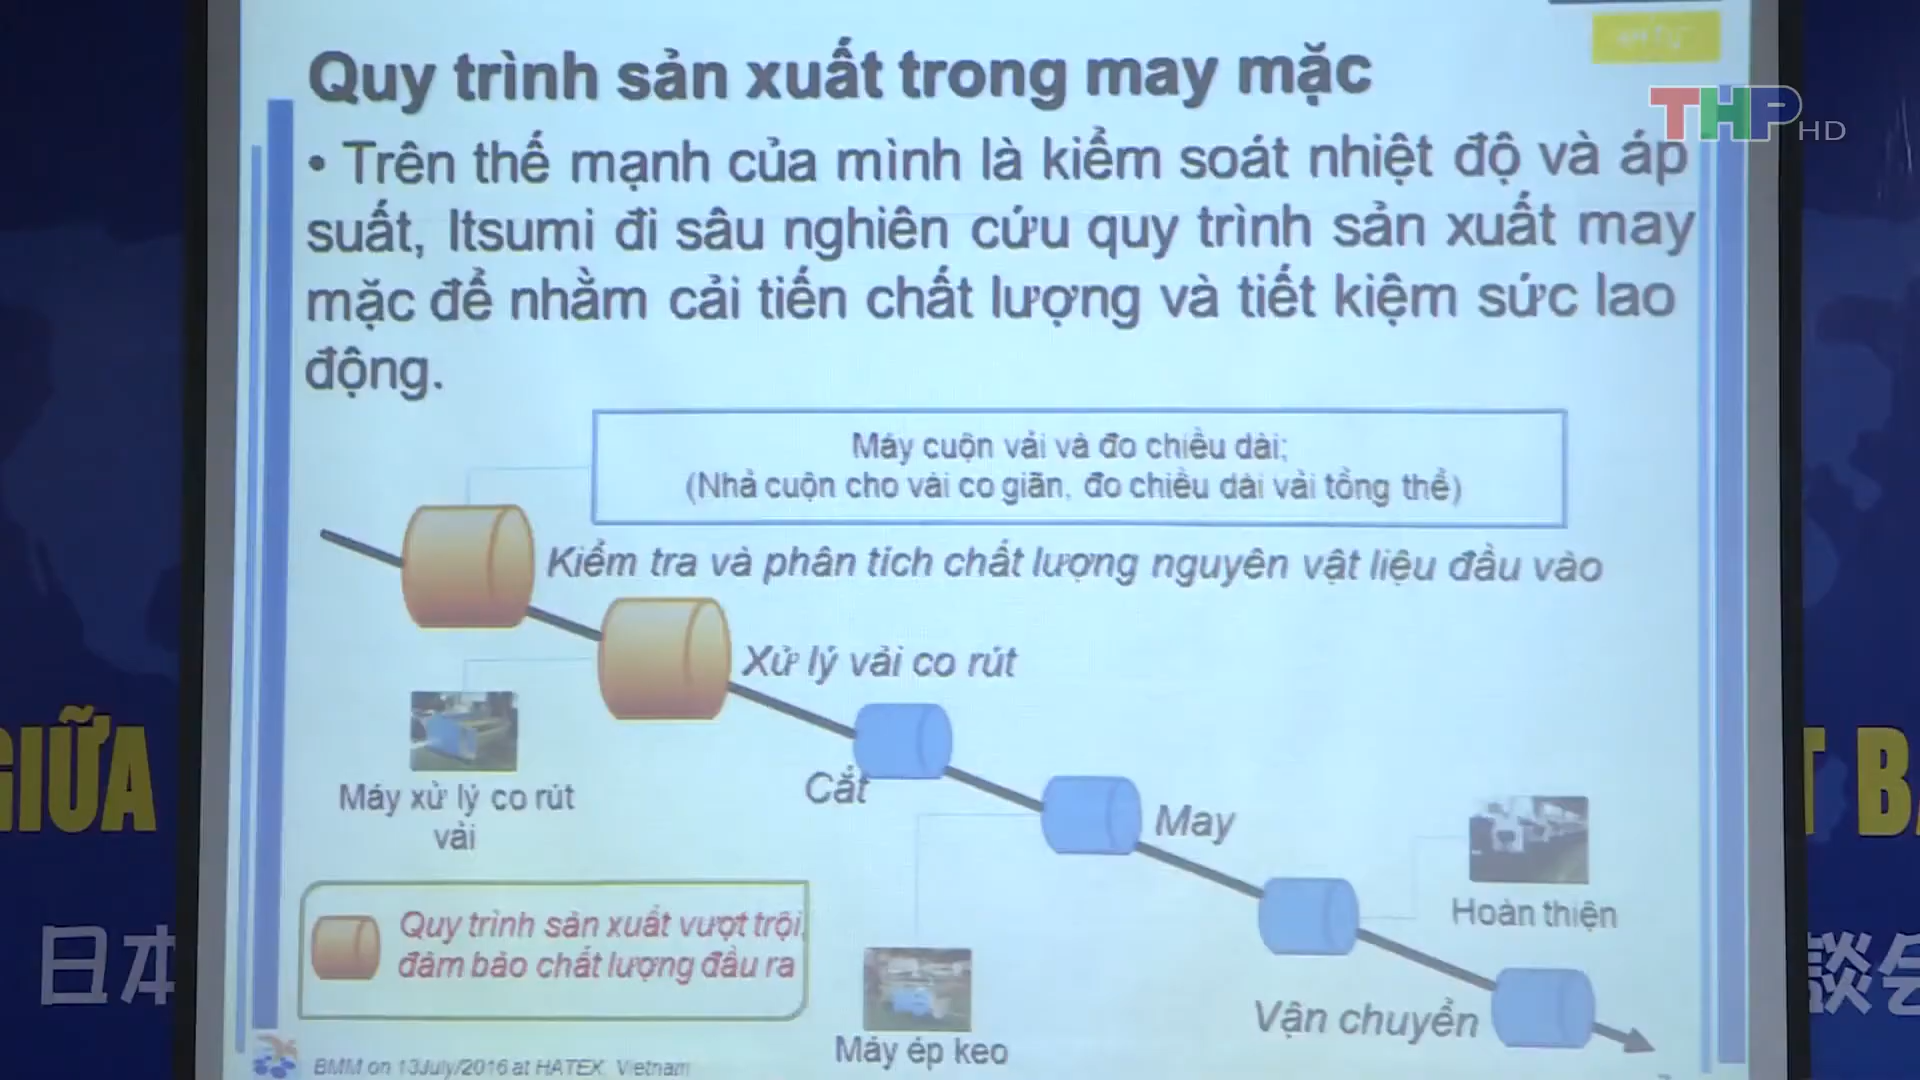 Quy trình sản xuất trong may mặc
THP HD
• Trên thế mạnh của mình là kiểm soát nhiệt độ và áp
suất, Itsumi đi sâu nghiên cứu quy trình sản xuất may
mặc để nhằm cải tiến chất lượng và tiết kiệm sức lao
động.
Máy cuộn vải và đo chiều dài;
(Nhả cuộn cho vải co giãn, đo chiều dài vải tổng thể)
Kiểm tra và phân tích chất lượng nguyên vật liệu đầu vào
Xử lý vải co rút
Máy xử lý co rút
vải
Cắt
May
Hoàn thiện
Quy trình sản xuất vượt trội,
đảm bảo chất lượng đầu ra
Máy ép keo
Vận chuyển
BMM on 13July/2016 at HATEX, Vietnam
GIỮA
T B
日本
談会